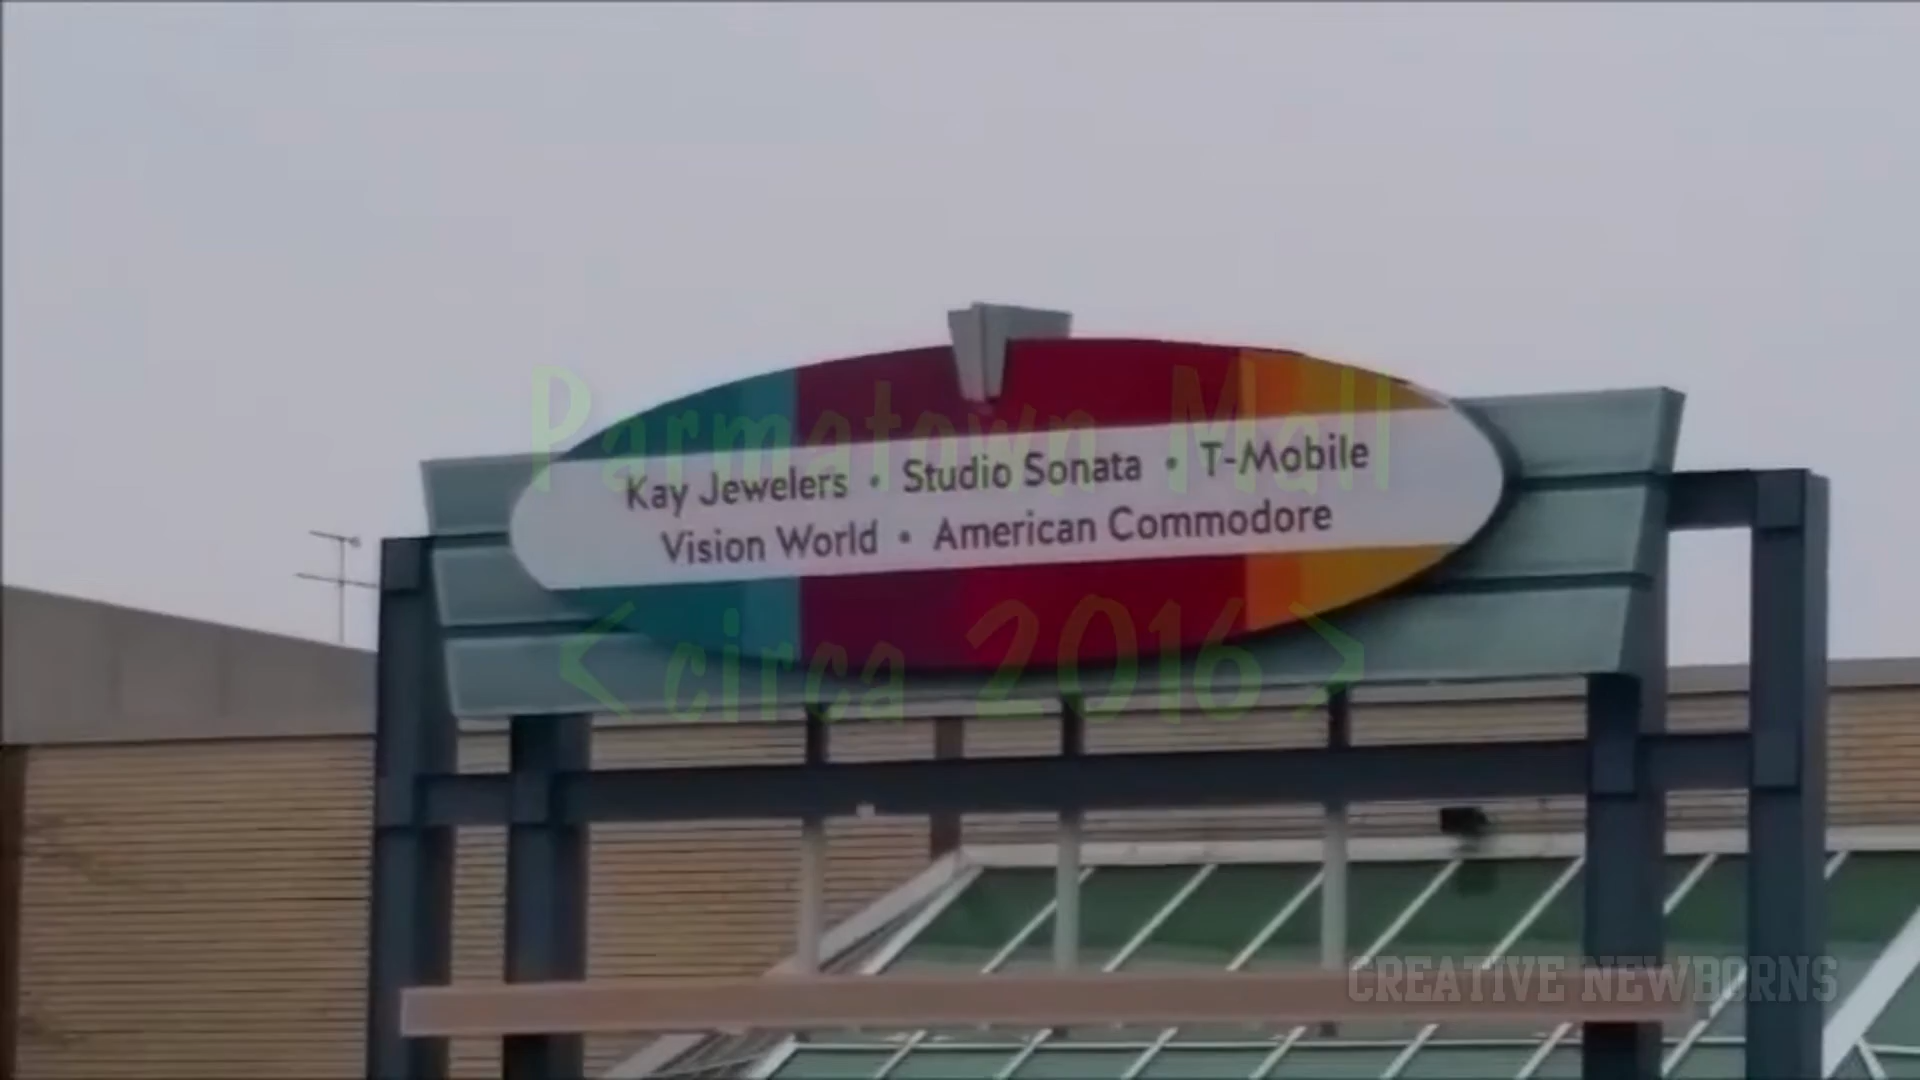 Parmatown Mall
Kay Jewelers • Studio Sonata • T-Mobile
Vision World • American Commodore
<circa 2016>
CREATIVE NEWBORNS